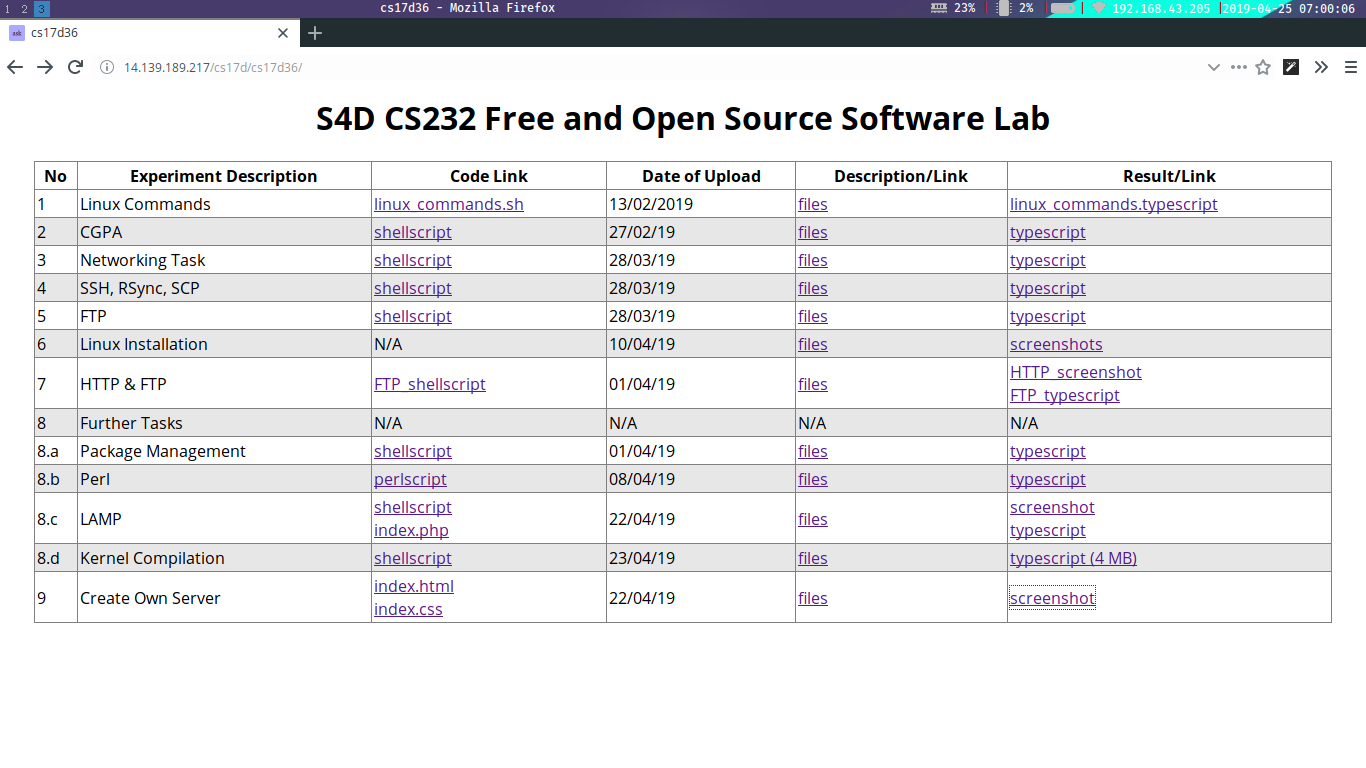 1 2 3 cs17d36 - Mozilla Firefox 23% 2% 192.168.43.205 2019-04-25 07:00:06
ask cs17d36
14.139.189.217/cs17d/cs17d36/
S4D CS232 Free and Open Source Software Lab
No Experiment Description Code Link Date of Upload Description/Link Result/Link
1 Linux Commands linux_commands.sh 13/02/2019 files linux_commands.typescript
2 CGPA shellscript 27/02/19 files typescript
3 Networking Task shellscript 28/03/19 files typescript
4 SSH, RSync, SCP shellscript 28/03/19 files typescript
5 FTP shellscript 28/03/19 files typescript
6 Linux Installation N/A 10/04/19 files screenshots
7 HTTP & FTP FTP_shellscript 01/04/19 files HTTP_screenshot
FTP_typescript
8 Further Tasks N/A N/A N/A N/A
8.a Package Management shellscript 01/04/19 files typescript
8.b Perl perlscript 08/04/19 files typescript
8.c LAMP shellscript 22/04/19 files screenshot
index.php typescript
8.d Kernel Compilation shellscript 23/04/19 files typescript (4 MB)
9 Create Own Server index.html 22/04/19 files screenshot
index.css